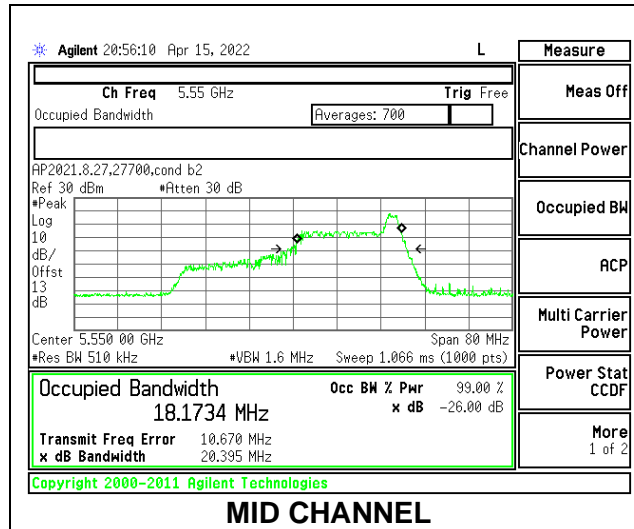 Agilent 20:56:10 Apr 15, 2022 L
Measure
Ch Freq 5.55 GHz Trig Free
Occupied Bandwidth Averages: 700
Meas Off
Channel Power
Occupied BW
ACP
Multi Carrier
Power
Power Stat
CCDF
More
1 of 2
AP2021.8.27,27700,cond b2
Ref 30 dBm #Atten 30 dB
#Peak
Log
10
dB/
Offst
13
dB
Center 5.550 00 GHz Span 80 MHz
#Res BW 510 kHz #VBW 1.6 MHz Sweep 1.066 ms (1000 pts)
Occupied Bandwidth
18.1734 MHz
Occ BW % Pwr 99.00 %
x dB -26.00 dB
Transmit Freq Error 10.670 MHz
x dB Bandwidth 20.395 MHz
Copyright 2000-2011 Agilent Technologies
MID CHANNEL